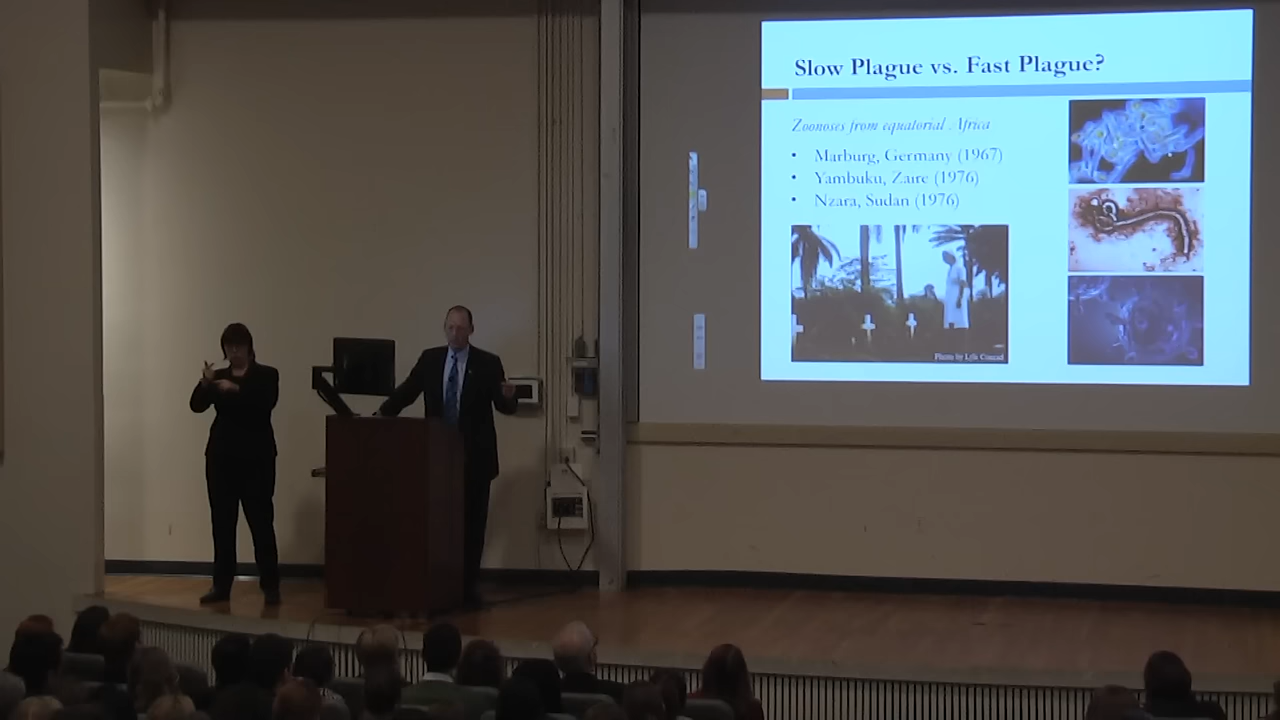 Slow Plague vs. Fast Plague?
Zoonoses from equatorial Africa
• Marburg, Germany (1967)
• Yambuku, Zaire (1976)
• Nzara, Sudan (1976)
Photo by Lyle Conrad